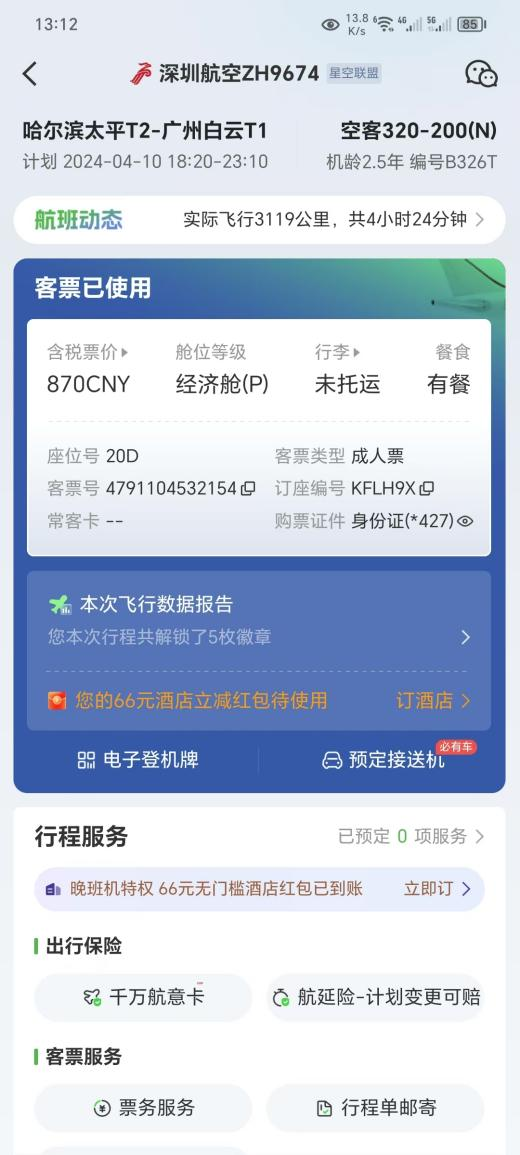 13:12
13.8 K/s
6
4G
5G
85
深圳航空ZH9674 星空联盟
哈尔滨太平T2-广州白云T1 空客320-200(N)
计划 2024-04-10 18:20-23:10 机龄2.5年 编号B326T
航班动态 实际飞行3119公里，共4小时24分钟
客票已使用
含税票价 舱位等级 行李 餐食
870CNY 经济舱(P) 未托运 有餐
座位号 20D 客票类型 成人票
客票号 4791104532154 订座编号 KFLH9X
常客卡 -- 购票证件 身份证(*427)
本次飞行数据报告
您本次行程共解锁了5枚徽章
您的66元酒店立减红包待使用 订酒店
电子登机牌 预定接送机 必有车
行程服务 已预定 0 项服务
晚班机特权 66元无门槛酒店红包已到账 立即订
出行保险
千万航意卡 航延险-计划变更可赔
客票服务
票务服务 行程单邮寄